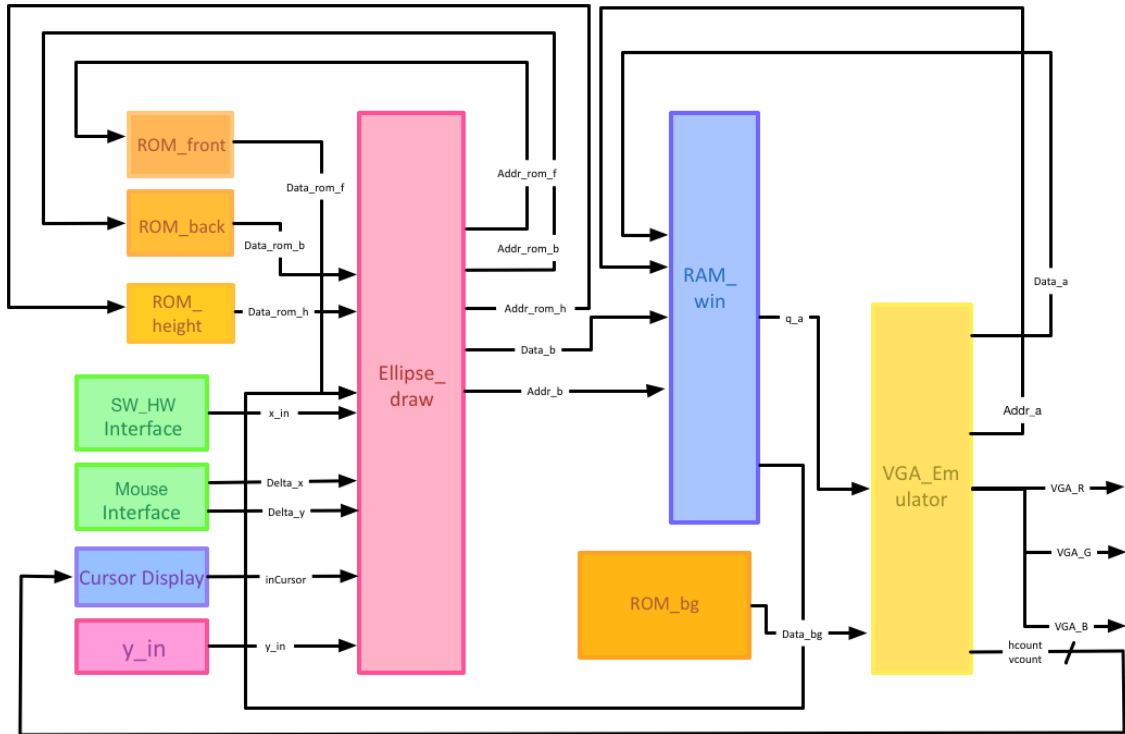 ROM_front
Data_rom_f
Addr_rom_f
ROM_back
Data_rom_b
Addr_rom_b
ROM_
height
Data_rom_h
Addr_rom_h
RAM_
win
Data_a
q_a
Data_b
Ellipse_
draw
Addr_b
Addr_a
SW_HW
Interface
x_in
Mouse
Interface
Delta_x
Delta_y
VGA_Em
ulator
VGA_R
VGA_G
Cursor Display
inCursor
ROM_bg
Data_bg
VGA_B
y_in
y_in
hcount
vcount